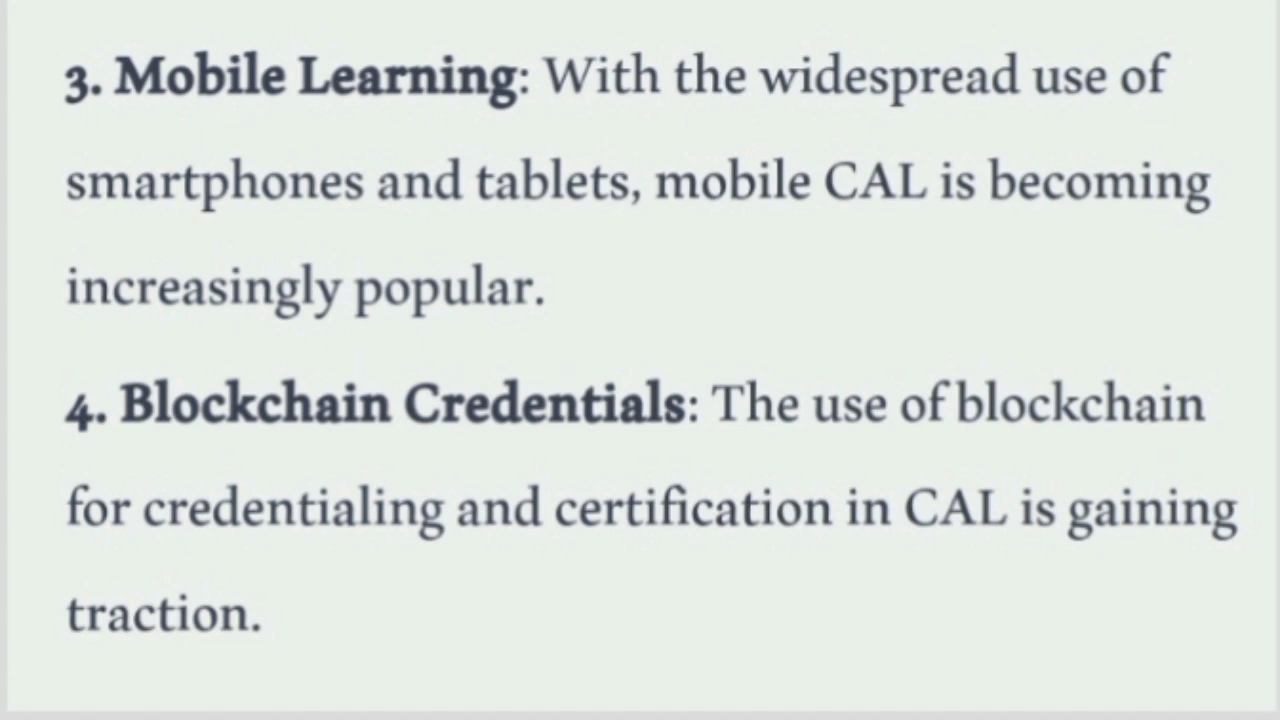 3. Mobile Learning: With the widespread use of
smartphones and tablets, mobile CAL is becoming
increasingly popular.
4. Blockchain Credentials: The use of blockchain
for credentialing and certification in CAL is gaining
traction.